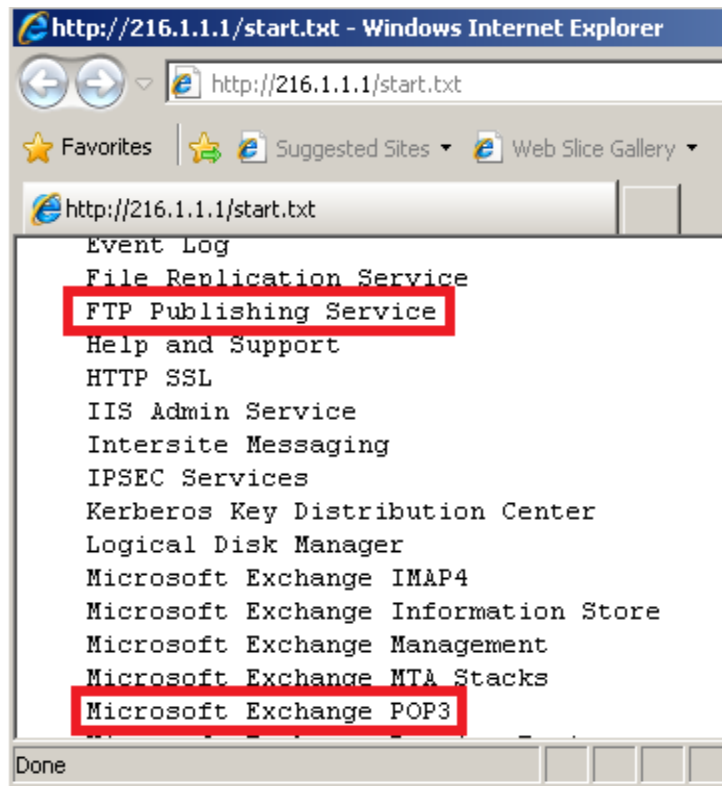 http://216.1.1.1/start.txt - Windows Internet Explorer
http://216.1.1.1/start.txt
Favorites Suggested Sites Web Slice Gallery
http://216.1.1.1/start.txt
Event Log
File Replication Service
FTP Publishing Service
Help and Support
HTTP SSL
IIS Admin Service
Intersite Messaging
IPSEC Services
Kerberos Key Distribution Center
Logical Disk Manager
Microsoft Exchange IMAP4
Microsoft Exchange Information Store
Microsoft Exchange Management
Microsoft Exchange MTA Stacks
Microsoft Exchange POP3
Done